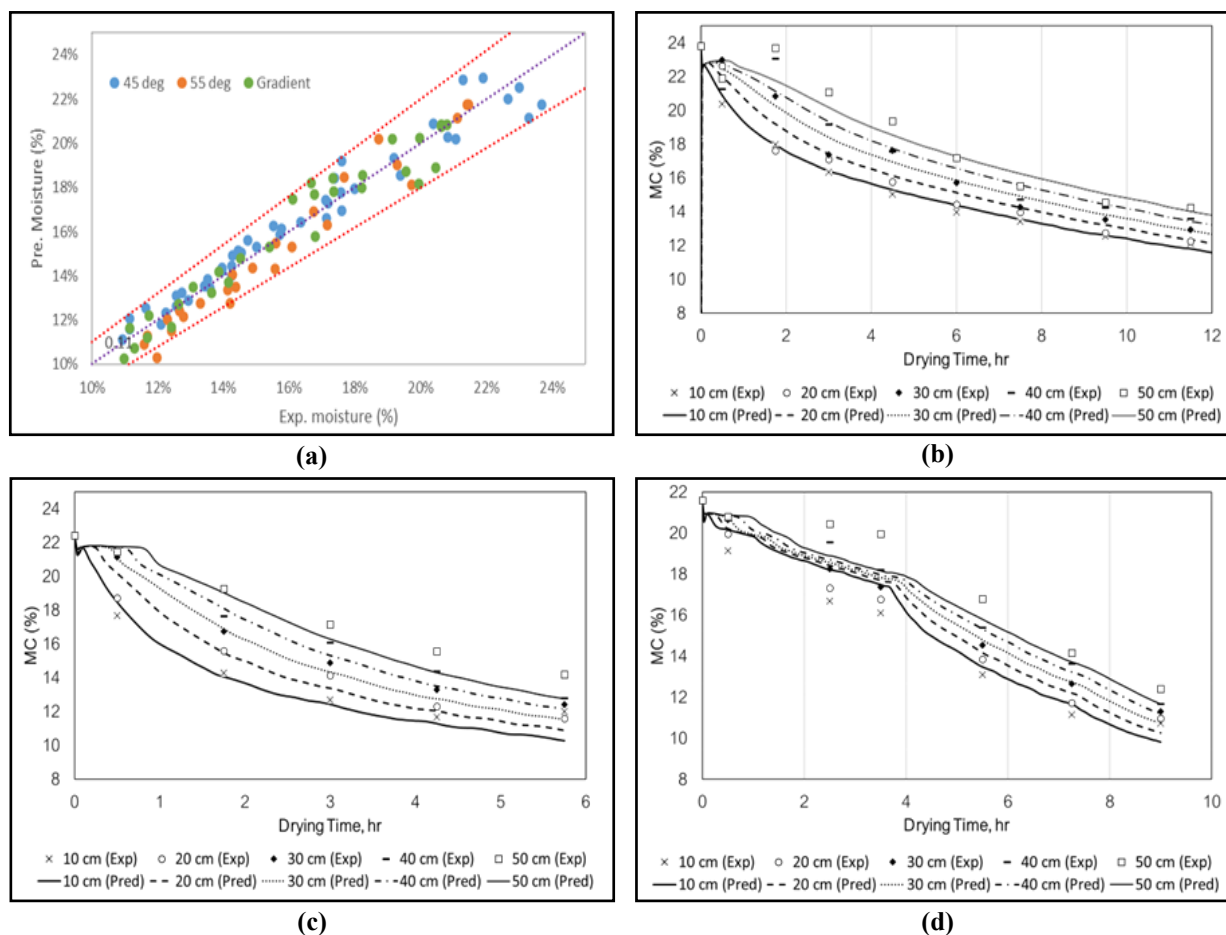 24%
22%
20%
18%
16%
14%
12%
10%
Pre. Moisture (%)
45 deg 55 deg Gradient
0.11
10% 12% 14% 16% 18% 20% 22% 24%
Exp. moisture (%)
(a)
24
22
20
18
16
14
12
10
8
MC (%)
0 2 4 6 8 10 12
Drying Time, hr
10 cm (Exp) 20 cm (Exp) 30 cm (Exp) 40 cm (Exp) 50 cm (Exp)
10 cm (Pred) 20 cm (Pred) 30 cm (Pred) 40 cm (Pred) 50 cm (Pred)
(b)
24
22
20
18
16
14
12
10
8
MC (%)
0 1 2 3 4 5 6
Drying Time, hr
10 cm (Exp) 20 cm (Exp) 30 cm (Exp) 40 cm (Exp) 50 cm (Exp)
10 cm (Pred) 20 cm (Pred) 30 cm (Pred) 40 cm (Pred) 50 cm (Pred)
(c)
22
20
18
16
14
12
10
8
MC (%)
0 2 4 6 8 10
Drying Time, hr
10 cm (Exp) 20 cm (Exp) 30 cm (Exp) 40 cm (Exp) 50 cm (Exp)
10 cm (Pred) 20 cm (Pred) 30 cm (Pred) 40 cm (Pred) 50 cm (Pred)
(d)